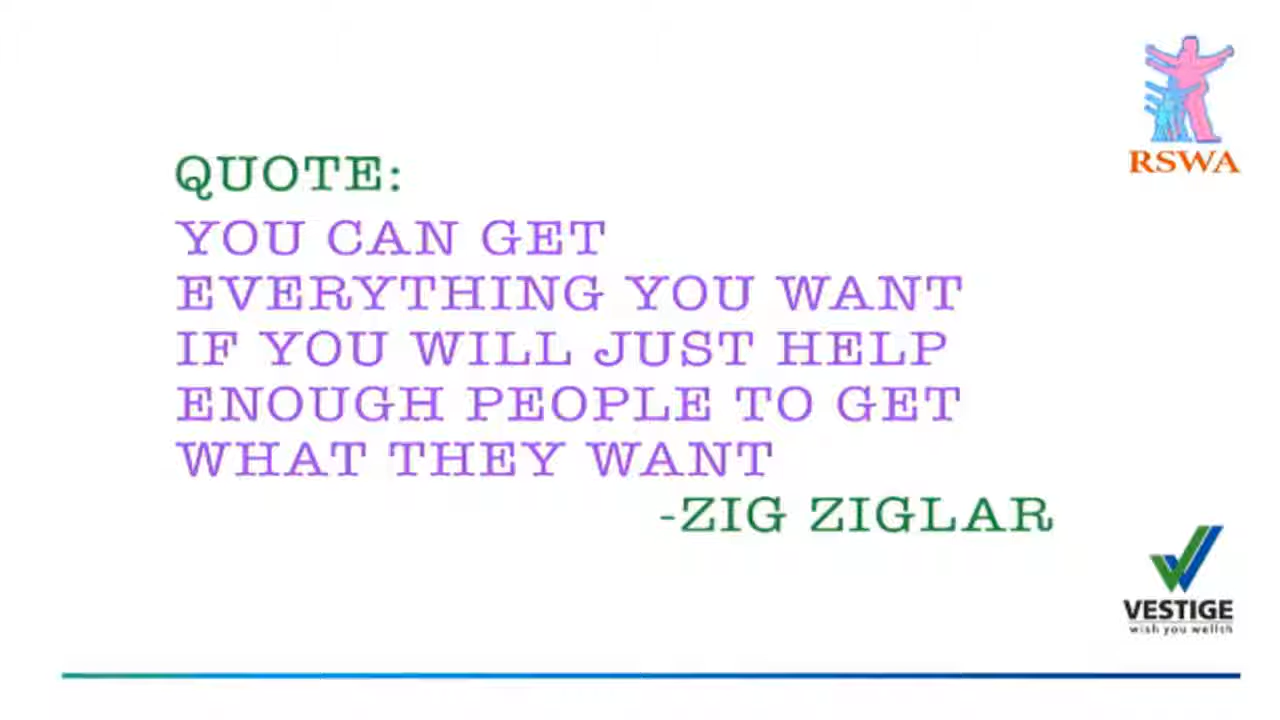 RSWA
QUOTE:
YOU CAN GET
EVERYTHING YOU WANT
IF YOU WILL JUST HELP
ENOUGH PEOPLE TO GET
WHAT THEY WANT
-ZIG ZIGLAR
VESTIGE
wish you wellth